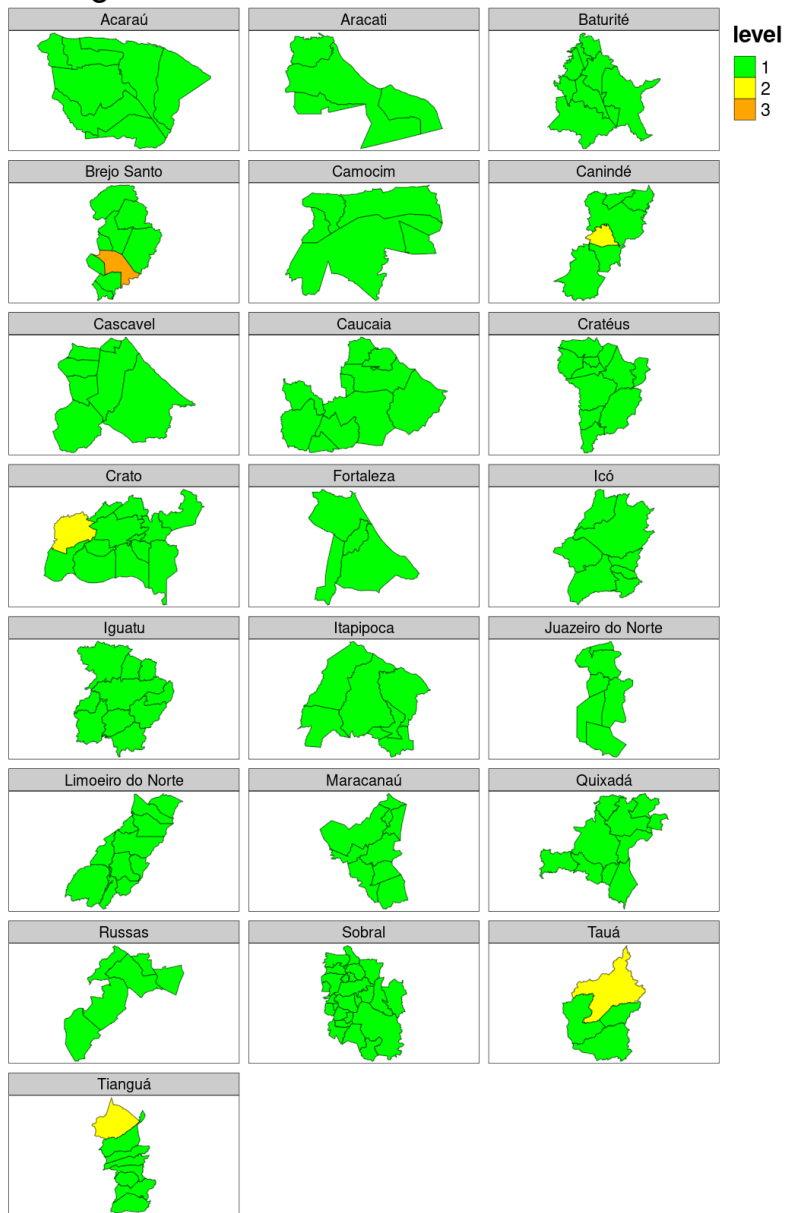 Acaraú Aracati Baturité
level
1
2
3
Brejo Santo Camocim Canindé
Cascavel Caucaia Cratéus
Crato Fortaleza Icó
Iguatu Itapipoca Juazeiro do Norte
Limoeiro do Norte Maracanaú Quixadá
Russas Sobral Tauá
Tianguá